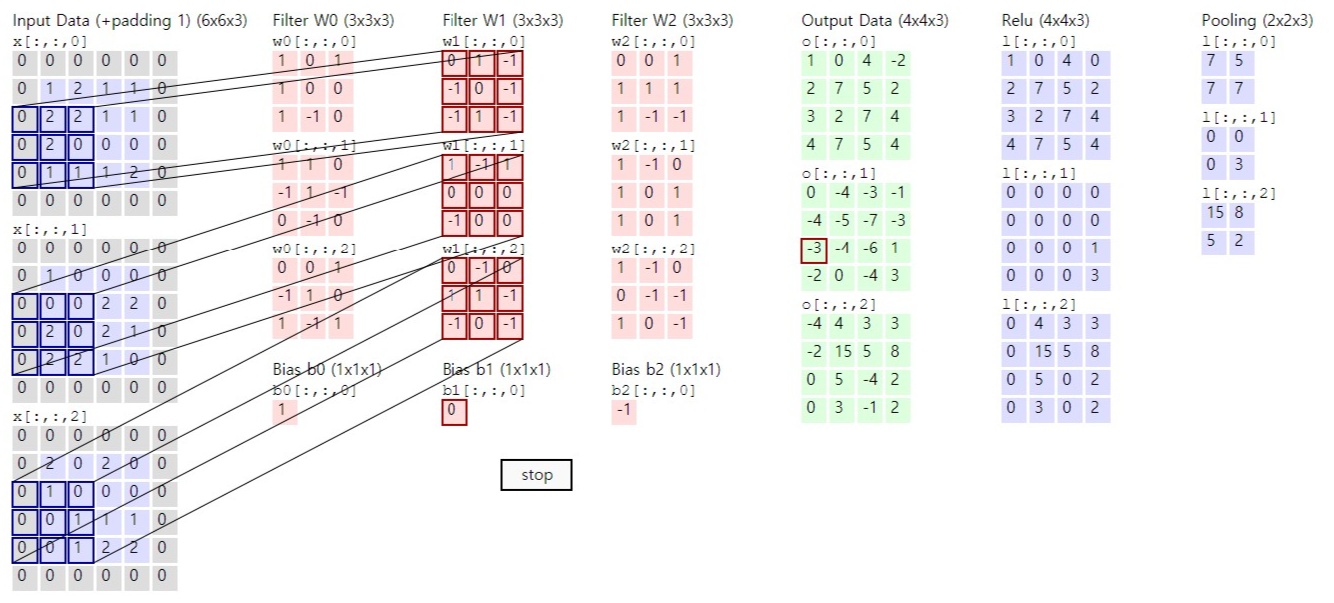 Input Data (+padding 1) (6x6x3)
x[:,:,0]
0 0 0 0 0 0
0 1 2 1 1 0
0 2 2 1 1 0
0 2 0 0 0 0
0 1 1 1 2 0
0 0 0 0 0 0
x[:,:,1]
0 0 0 0 0 0
0 1 0 0 0 0
0 0 0 2 2 0
0 2 0 2 1 0
0 2 2 1 0 0
0 0 0 0 0 0
x[:,:,2]
0 0 0 0 0 0
0 2 0 2 0 0
0 1 0 0 0 0
0 0 1 1 1 0
0 0 1 2 2 0
0 0 0 0 0 0
Filter W0 (3x3x3)
w0[:,:,0]
1 0 1
1 0 0
1 -1 0
w0[:,:,1]
1 1 0
-1 1 -1
0 -1 0
w0[:,:,2]
0 0 1
-1 1 0
1 -1 1
Bias b0 (1x1x1)
b0[:,:,0]
1
Filter W1 (3x3x3)
w1[:,:,0]
0 1 -1
-1 0 -1
-1 1 -1
w1[:,:,1]
1 -1 1
0 0 0
-1 0 0
w1[:,:,2]
0 -1 0
1 1 -1
-1 0 -1
Bias b1 (1x1x1)
b1[:,:,0]
0
Filter W2 (3x3x3)
w2[:,:,0]
0 0 1
1 1 1
1 -1 -1
w2[:,:,1]
1 -1 0
1 0 1
1 0 1
w2[:,:,2]
1 -1 0
0 -1 -1
1 0 -1
Bias b2 (1x1x1)
b2[:,:,0]
-1
stop
Output Data (4x4x3)
o[:,:,0]
1 0 4 -2
2 7 5 2
3 2 7 4
4 7 5 4
o[:,:,1]
0 -4 -3 -1
-4 -5 -7 -3
-3 -4 -6 1
-2 0 -4 3
o[:,:,2]
-4 4 3 3
-2 15 5 8
0 5 -4 2
0 3 -1 2
Relu (4x4x3)
l[:,:,0]
1 0 4 0
2 7 5 2
3 2 7 4
4 7 5 4
l[:,:,1]
0 0 0 0
0 0 0 0
0 0 0 1
0 0 0 3
l[:,:,2]
0 4 3 3
0 15 5 8
0 5 0 2
0 3 0 2
Pooling (2x2x3)
l[:,:,0]
7 5
7 7
l[:,:,1]
0 0
0 3
l[:,:,2]
15 8
5 2